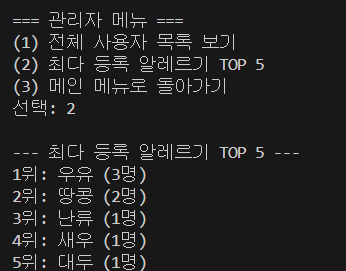 === 관리자 메뉴 ===
(1) 전체 사용자 목록 보기
(2) 최다 등록 알레르기 TOP 5
(3) 메인 메뉴로 돌아가기
선택: 2
--- 최다 등록 알레르기 TOP 5 ---
1위: 우유 (3명)
2위: 땅콩 (2명)
3위: 난류 (1명)
4위: 새우 (1명)
5위: 대두 (1명)